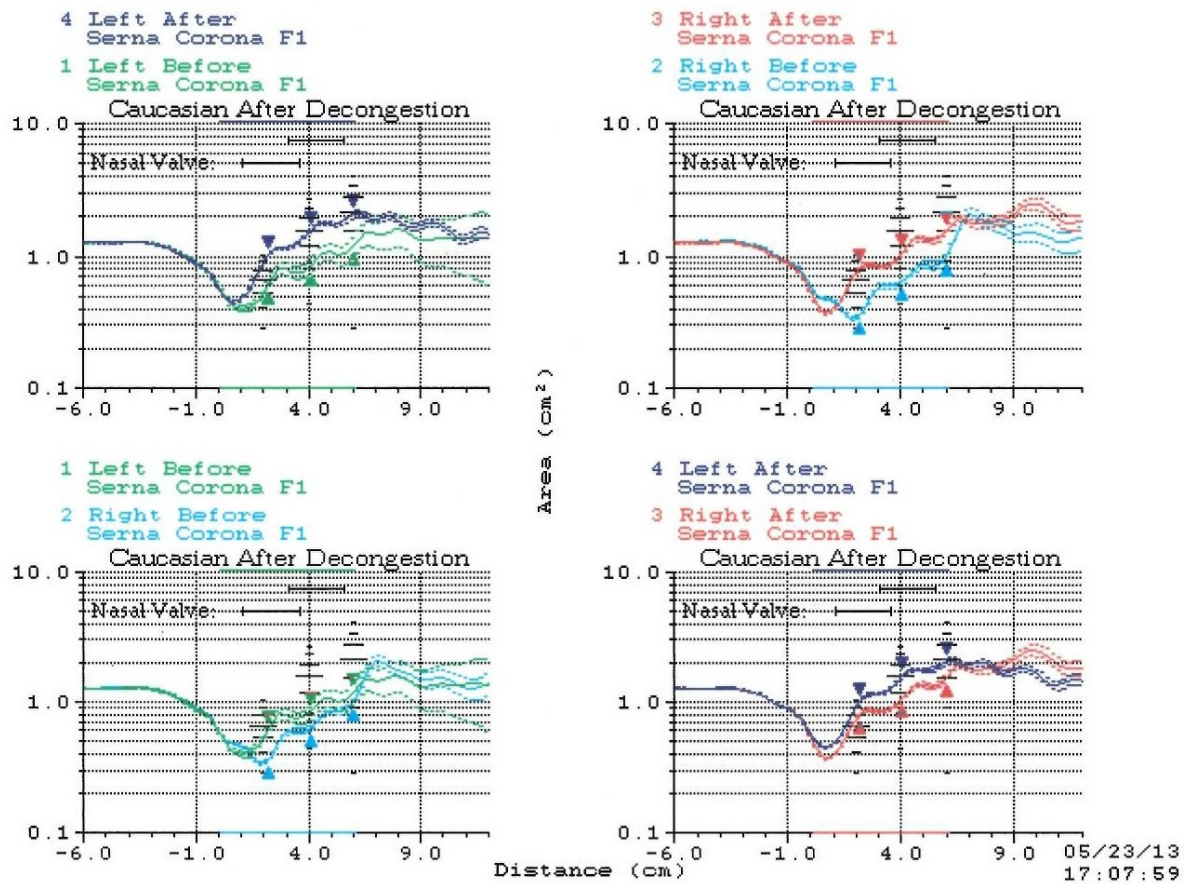 4 Left After
Serna Corona F1
1 Left Before
Serna Corona F1
Caucasian After Decongestion
10.0
Nasal Valve:
1.0
0.1
-6.0 -1.0 4.0 9.0
3 Right After
Serna Corona F1
2 Right Before
Serna Corona F1
Caucasian After Decongestion
10.0
Nasal Valve:
1.0
0.1
-6.0 -1.0 4.0 9.0
Area (cm²)
1 Left Before
Serna Corona F1
2 Right Before
Serna Corona F1
Caucasian After Decongestion
10.0
Nasal Valve:
1.0
0.1
-6.0 -1.0 4.0 9.0
4 Left After
Serna Corona F1
3 Right After
Serna Corona F1
Caucasian After Decongestion
10.0
Nasal Valve:
1.0
0.1
-6.0 -1.0 4.0 9.0
Distance (cm)
05/23/13
17:07:59